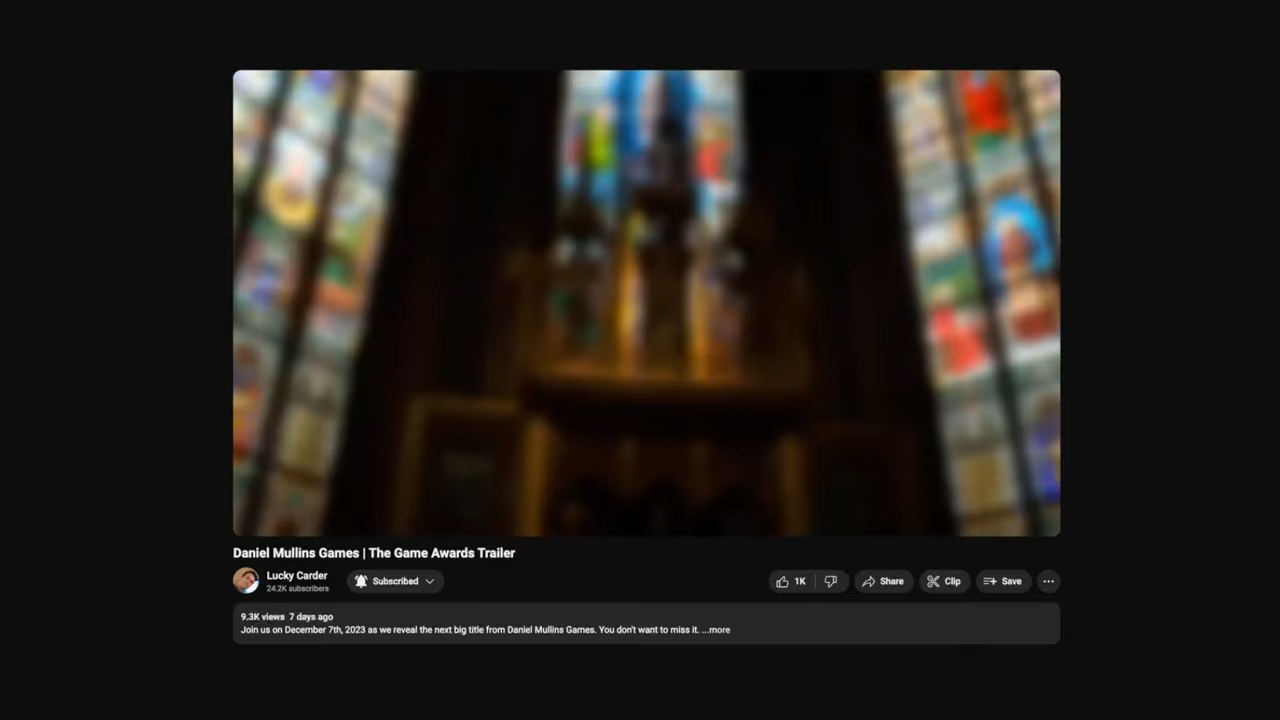 Daniel Mullins Games | The Game Awards Trailer
Lucky Carder
24.2K subscribers
Subscribed
1K
Share
Clip
Save
9.3K views 7 days ago
Join us on December 7th, 2023 as we reveal the next big title from Daniel Mullins Games. You don't want to miss it. ...more